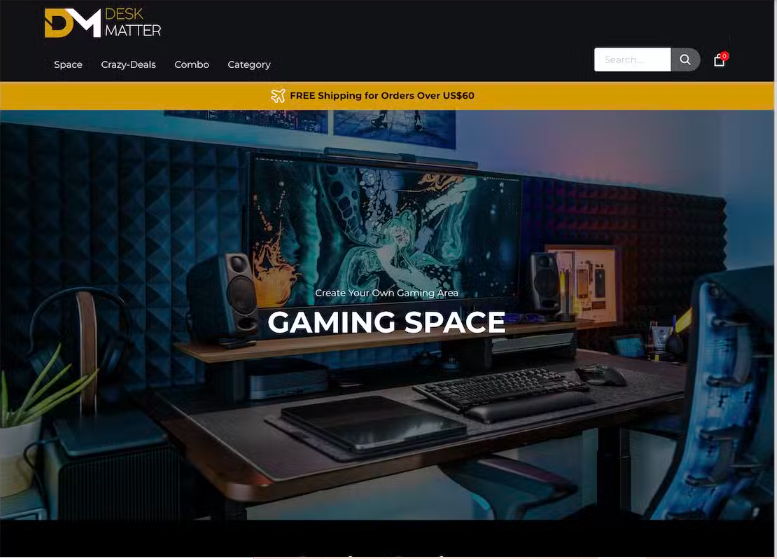 DESK
MATTER
Space
Crazy-Deals
Combo
Category
Search...
0
FREE Shipping for Orders Over US$60
Create Your Own Gaming Area
GAMING SPACE